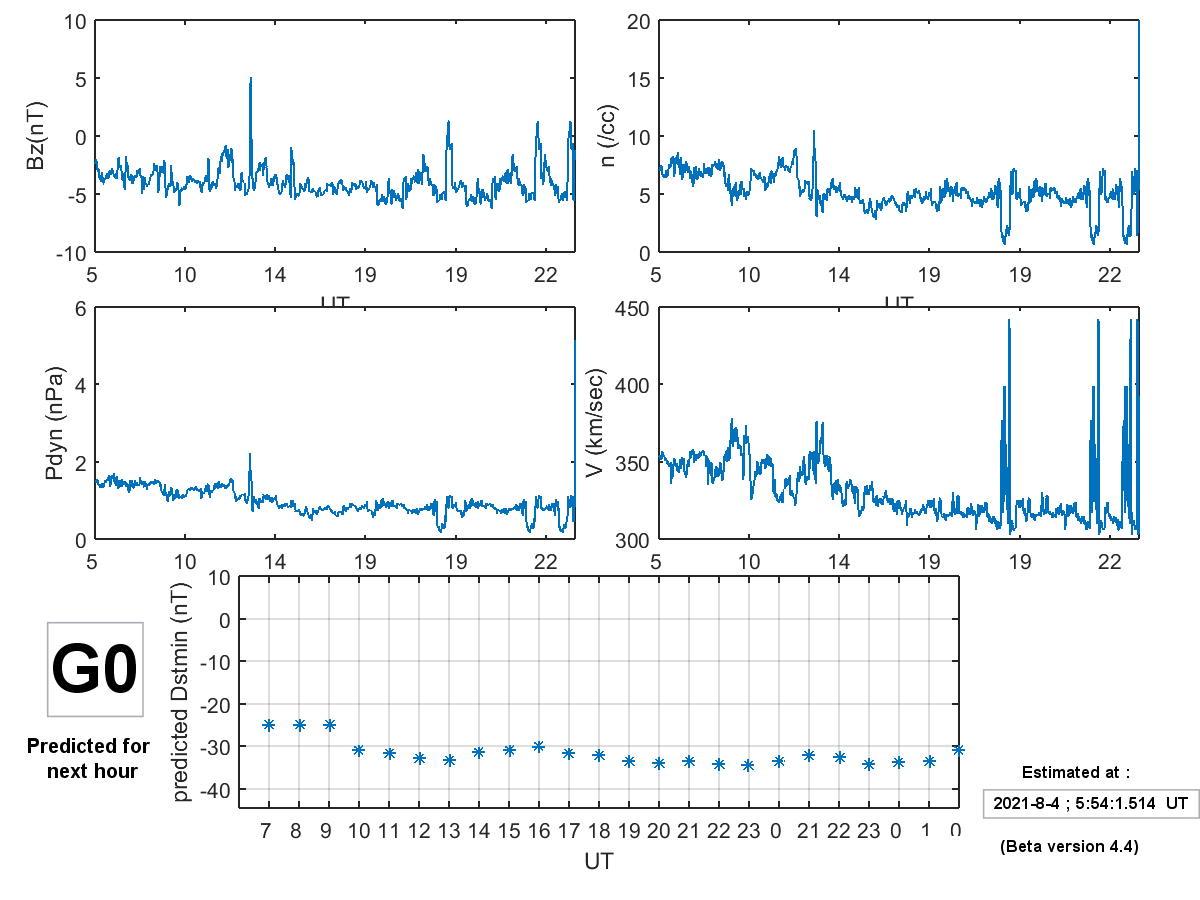 10
5
0
-5
-10
Bz(nT)
5 10 14 19 19 22
UT
20
15
10
5
0
n (/cc)
5 10 14 19 19 22
UT
6
4
2
0
Pdyn (nPa)
5 10 14 19 19 22
450
400
350
300
V (km/sec)
5 10 14 19 19 22
10
0
-10
-20
-30
-40
predicted Dstmin (nT)
7 8 9 10 11 12 13 14 15 16 17 18 19 20 21 22 23 0 21 22 23 0 1 0
UT
G0
Predicted for
next hour
Estimated at :
2021-8-4 ; 5:54:1.514 UT
(Beta version 4.4)